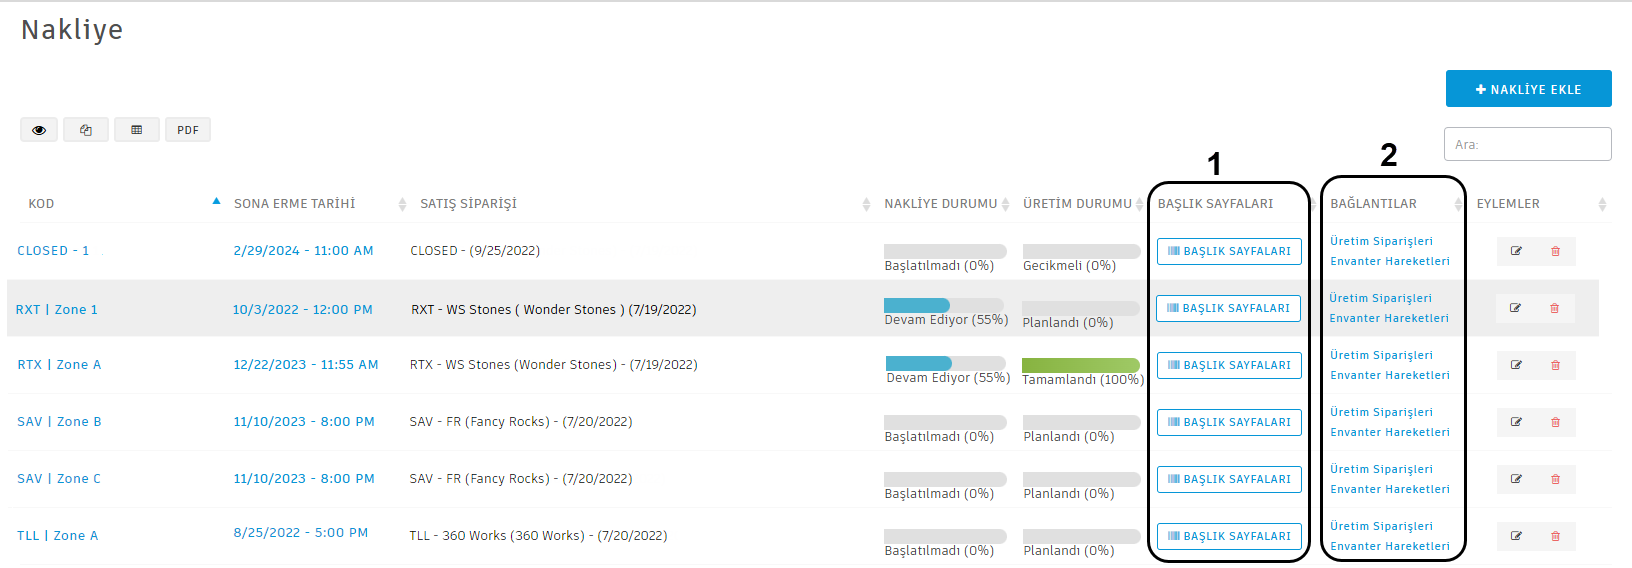 Nakliye
NAKLİYE EKLE
PDF
Ara:
1
2
KOD SONA ERME TARİHİ SATIŞ SİPARİŞİ NAKLİYE DURUMU ÜRETİM DURUMU BAŞLIK SAYFALARI BAĞLANTILAR EYLEMLER
CLOSED - 1 2/29/2024 - 11:00 AM CLOSED - (9/25/2022) Başlatılmadı (0%) Gecikmeli (0%) BAŞLIK SAYFALARI Üretim Siparişleri
Envanter Hareketleri
RXT | Zone 1 10/3/2022 - 12:00 PM RXT - WS Stones ( Wonder Stones ) (7/19/2022) Devam Ediyor (55%) Planlandı (0%) BAŞLIK SAYFALARI Üretim Siparişleri
Envanter Hareketleri
RTX | Zone A 12/22/2023 - 11:55 AM RTX - WS Stones (Wonder Stones) - (7/19/2022) Devam Ediyor (55%) Tamamlandı (100%) BAŞLIK SAYFALARI Üretim Siparişleri
Envanter Hareketleri
SAV | Zone B 11/10/2023 - 8:00 PM SAV - FR (Fancy Rocks) - (7/20/2022) Başlatılmadı (0%) Planlandı (0%) BAŞLIK SAYFALARI Üretim Siparişleri
Envanter Hareketleri
SAV | Zone C 11/10/2023 - 8:00 PM SAV - FR (Fancy Rocks) - (7/20/2022) Başlatılmadı (0%) Planlandı (0%) BAŞLIK SAYFALARI Üretim Siparişleri
Envanter Hareketleri
TLL | Zone A 8/25/2022 - 5:00 PM TLL - 360 Works (360 Works) - (7/20/2022) Başlatılmadı (0%) Planlandı (0%) BAŞLIK SAYFALARI Üretim Siparişleri
Envanter Hareketleri